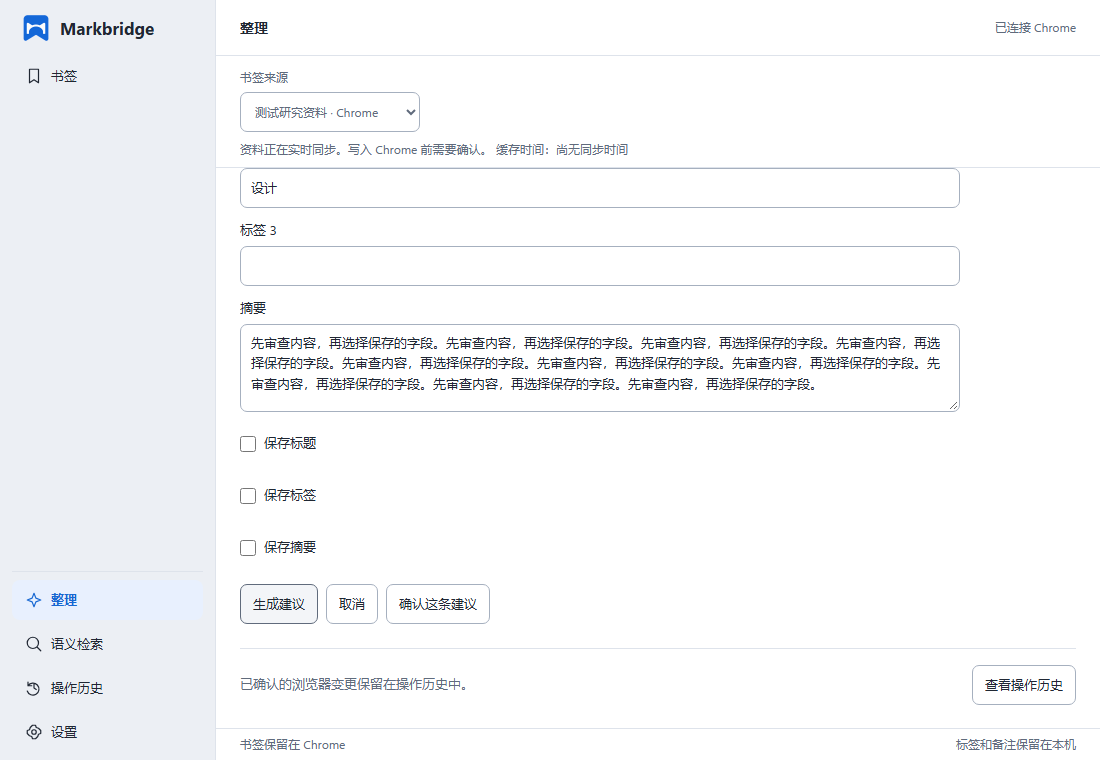 Markbridge
书签
整理
语义检索
操作历史
设置
整理
已连接 Chrome
书签来源
测试研究资料 · Chrome
资料正在实时同步。写入 Chrome 前需要确认。 缓存时间：尚无同步时间
设计
标签 3
摘要
先审查内容，再选择保存的字段。先审查内容，再选择保存的字段。先审查内容，再选择保存的字段。先审查内容，再选
择保存的字段。先审查内容，再选择保存的字段。先审查内容，再选择保存的字段。先审查内容，再选择保存的字段。先
审查内容，再选择保存的字段。先审查内容，再选择保存的字段。先审查内容，再选择保存的字段。
保存标题
保存标签
保存摘要
生成建议
取消
确认这条建议
已确认的浏览器变更保留在操作历史中。
查看操作历史
书签保留在 Chrome
标签和备注保留在本机